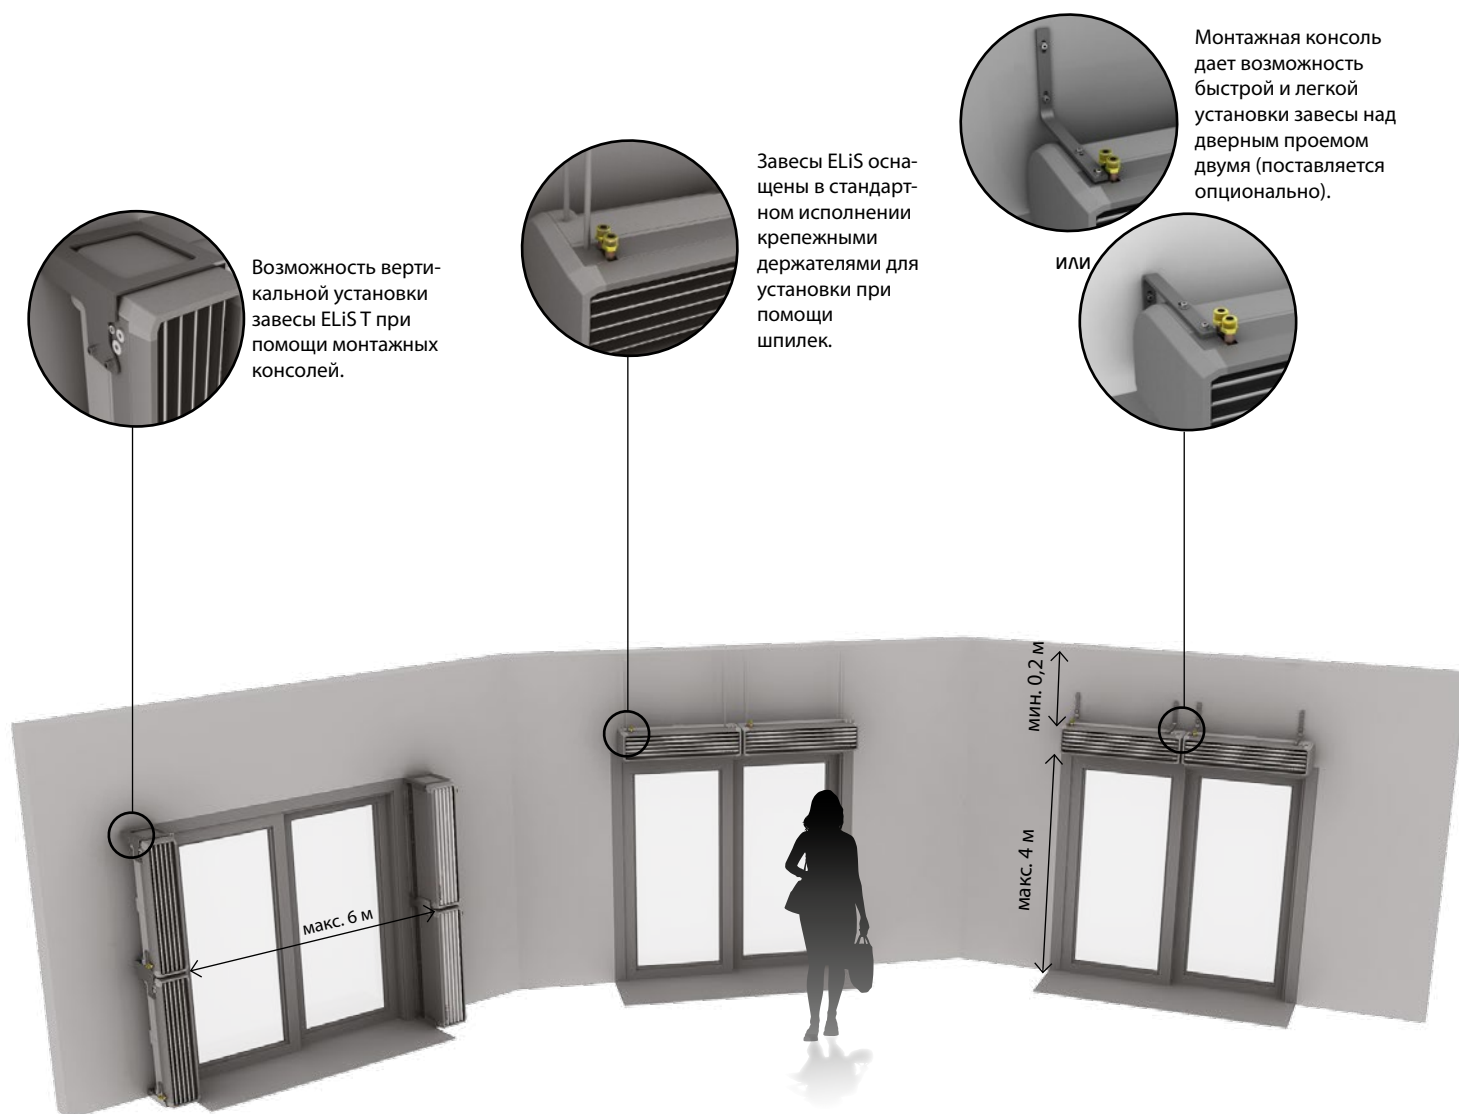 Монтажная консоль
дает возможность
быстрой и легкой
установки завесы над
дверным проемом
двумя (поставляется
опционально).
или
Завесы ELiS осна-
щены в стандарт-
ном исполнении
крепежными
держателями для
установки при
помощи
шпилек.
Возможность верти-
кальной установки
завесы ELiS T при
помощи монтажных
консолей.
мин. 0,2 м
макс. 4 м
макс. 6 м